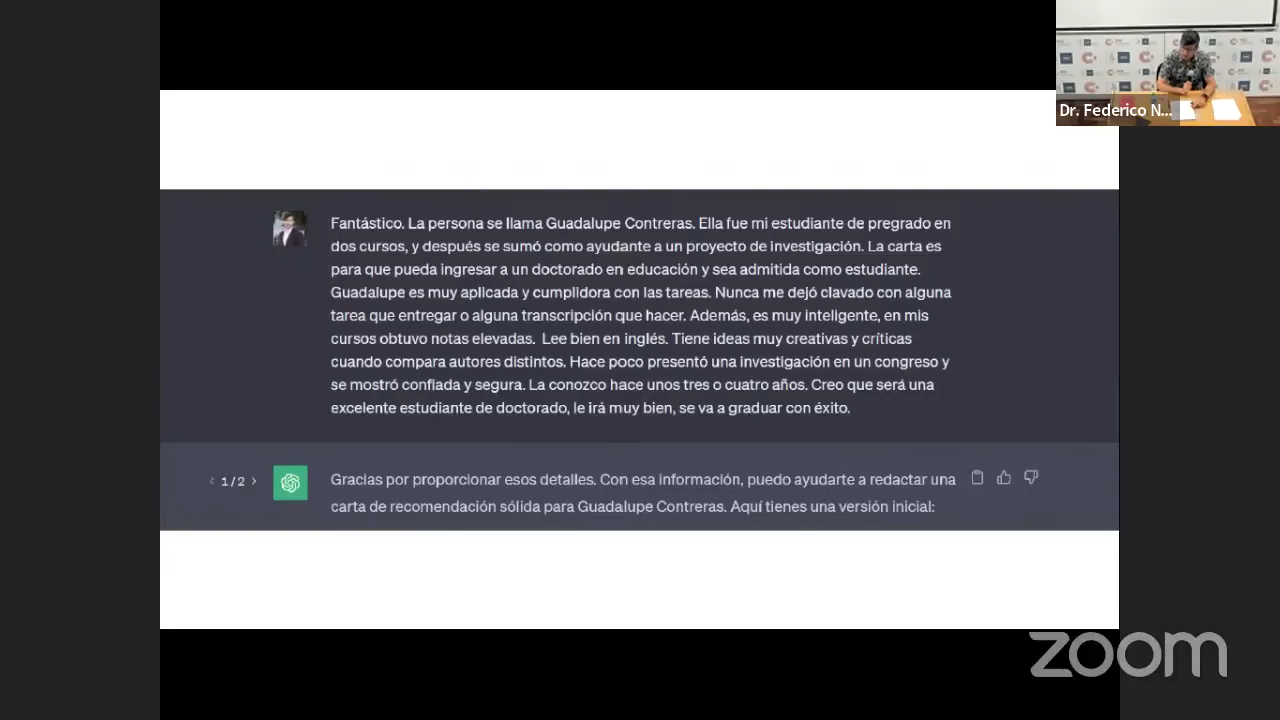 Dr. Federico N...
Fantástico. La persona se llama Guadalupe Contreras. Ella fue mi estudiante de pregrado en
dos cursos, y después se sumó como ayudante a un proyecto de investigación. La carta es
para que pueda ingresar a un doctorado en educación y sea admitida como estudiante.
Guadalupe es muy aplicada y cumplidora con las tareas. Nunca me dejó clavado con alguna
tarea que entregar o alguna transcripción que hacer. Además, es muy inteligente, en mis
cursos obtuvo notas elevadas. Lee bien en inglés. Tiene ideas muy creativas y críticas
cuando compara autores distintos. Hace poco presentó una investigación en un congreso y
se mostró confiada y segura. La conozco hace unos tres o cuatro años. Creo que será una
excelente estudiante de doctorado, le irá muy bien, se va a graduar con éxito.
< 1/2 >
Gracias por proporcionar esos detalles. Con esa información, puedo ayudarte a redactar una
carta de recomendación sólida para Guadalupe Contreras. Aquí tienes una versión inicial:
zoom